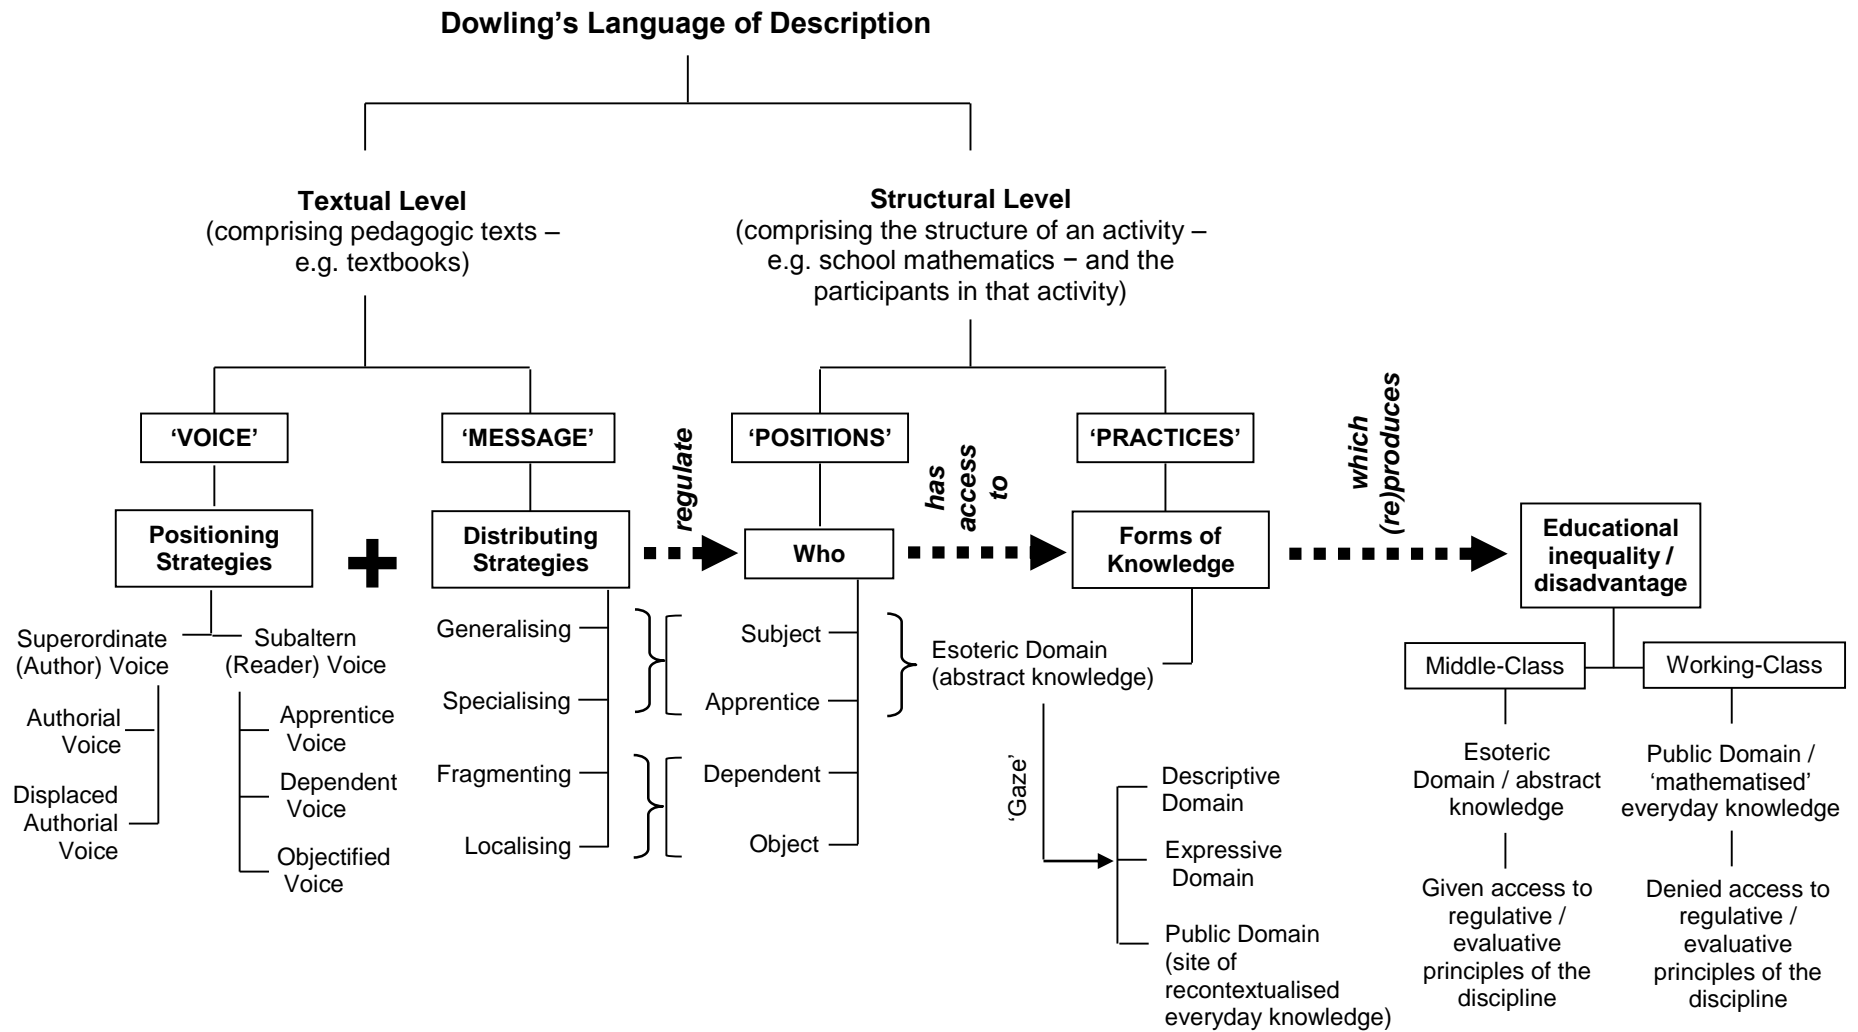 Dowling’s Language of Description
Textual Level
(comprising pedagogic texts –
e.g. textbooks)
Structural Level
(comprising the structure of an activity –
e.g. school mathematics − and the
participants in that activity)
‘VOICE’
‘MESSAGE’
regulate
‘POSITIONS’
has
access
to
‘PRACTICES’
which
(re)produces
Positioning
Strategies
Distributing
Strategies
Who
Forms of
Knowledge
Educational
inequality /
disadvantage
Superordinate
(Author) Voice
Subaltern
(Reader) Voice
Authorial
Voice
Displaced
Authorial
Voice
Apprentice
Voice
Dependent
Voice
Objectified
Voice
Generalising
Specialising
Fragmenting
Localising
Subject
Apprentice
Dependent
Object
Esoteric Domain
(abstract knowledge)
‘Gaze’
Descriptive
Domain
Expressive
Domain
Public Domain
(site of
recontextualised
everyday knowledge)
Middle-Class
Working-Class
Esoteric
Domain / abstract
knowledge
Public Domain /
‘mathematised’
everyday knowledge
Given access to
regulative /
evaluative
principles of the
discipline
Denied access to
regulative /
evaluative
principles of the
discipline